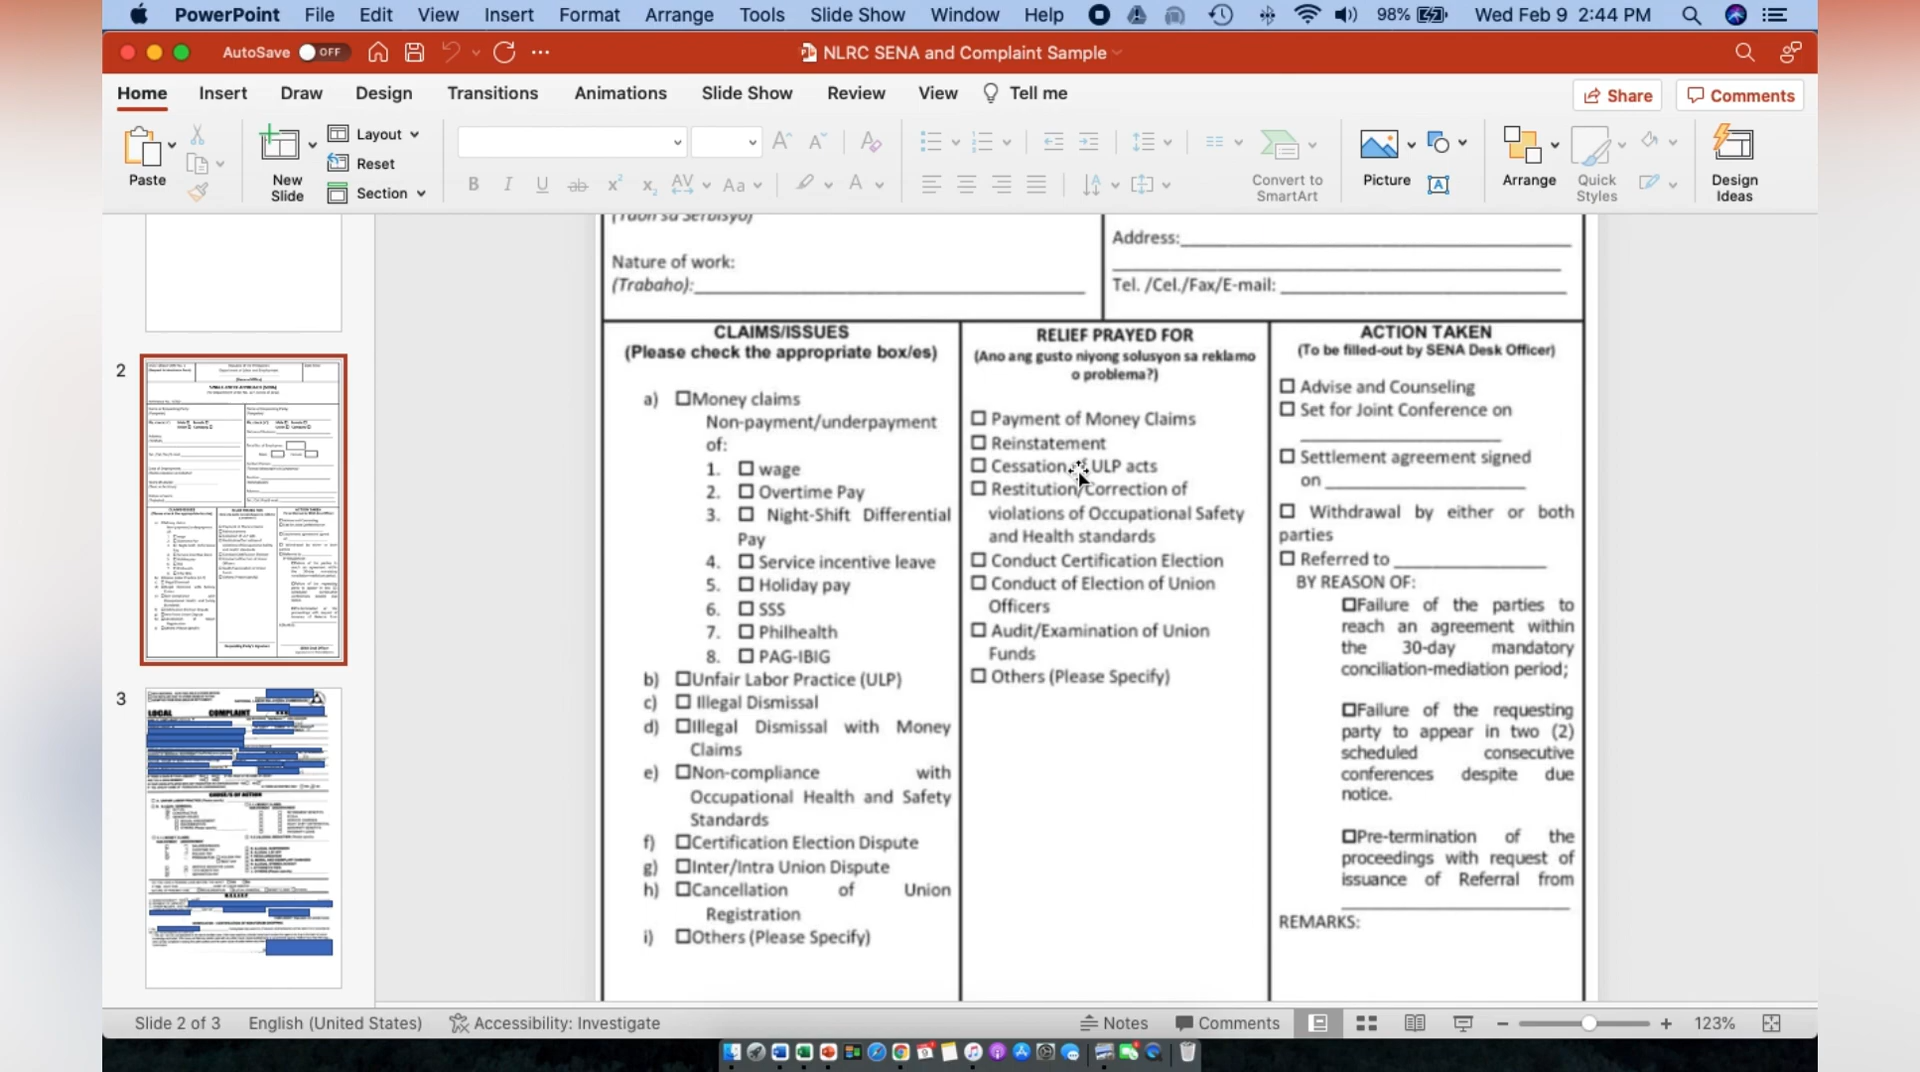 PowerPoint File Edit View Insert Format Arrange Tools Slide Show Window Help 98% Wed Feb 9 2:44 PM
AutoSave OFF NLRC SENA and Complaint Sample
Home Insert Draw Design Transitions Animations Slide Show Review View Tell me Share Comments
Paste
New
Slide
Layout
Reset
Section
Convert to
SmartArt
Picture
Arrange
Quick
Styles
Design
Ideas
(Tuon sa Serbisyo)
Nature of work:
(Trabaho):
Address:
Tel. /Cel./Fax/E-mail:
CLAIMS/ISSUES
(Please check the appropriate box/es)
a) ☐Money claims
Non-payment/underpayment
of:
1. ☐ wage
2. ☐ Overtime Pay
3. ☐ Night-Shift Differential
Pay
4. ☐ Service incentive leave
5. ☐ Holiday pay
6. ☐ SSS
7. ☐ Philhealth
8. ☐ PAG-IBIG
b) ☐Unfair Labor Practice (ULP)
c) ☐ Illegal Dismissal
d) ☐Illegal Dismissal with Money
Claims
e) ☐Non-compliance with
Occupational Health and Safety
Standards
f) ☐Certification Election Dispute
g) ☐Inter/Intra Union Dispute
h) ☐Cancellation of Union
Registration
i) ☐Others (Please Specify)
RELIEF PRAYED FOR
(Ano ang gusto niyong solusyon sa reklamo
o problema?)
☐ Payment of Money Claims
☐ Reinstatement
☐ Cessation of ULP acts
☐ Restitution/Correction of
violations of Occupational Safety
and Health standards
☐ Conduct Certification Election
☐ Conduct of Election of Union
Officers
☐ Audit/Examination of Union
Funds
☐ Others (Please Specify)
ACTION TAKEN
(To be filled-out by SENA Desk Officer)
☐ Advise and Counseling
☐ Set for Joint Conference on
☐ Settlement agreement signed
on
☐ Withdrawal by either or both
parties
☐ Referred to
BY REASON OF:
☐Failure of the parties to
reach an agreement within
the 30-day mandatory
conciliation-mediation period;
☐Failure of the requesting
party to appear in two (2)
scheduled consecutive
conferences despite due
notice.
☐Pre-termination of the
proceedings with request of
issuance of Referral from
REMARKS:
2
3
LOCAL COMPLAINT
Slide 2 of 3 English (United States) Accessibility: Investigate Notes Comments 123%